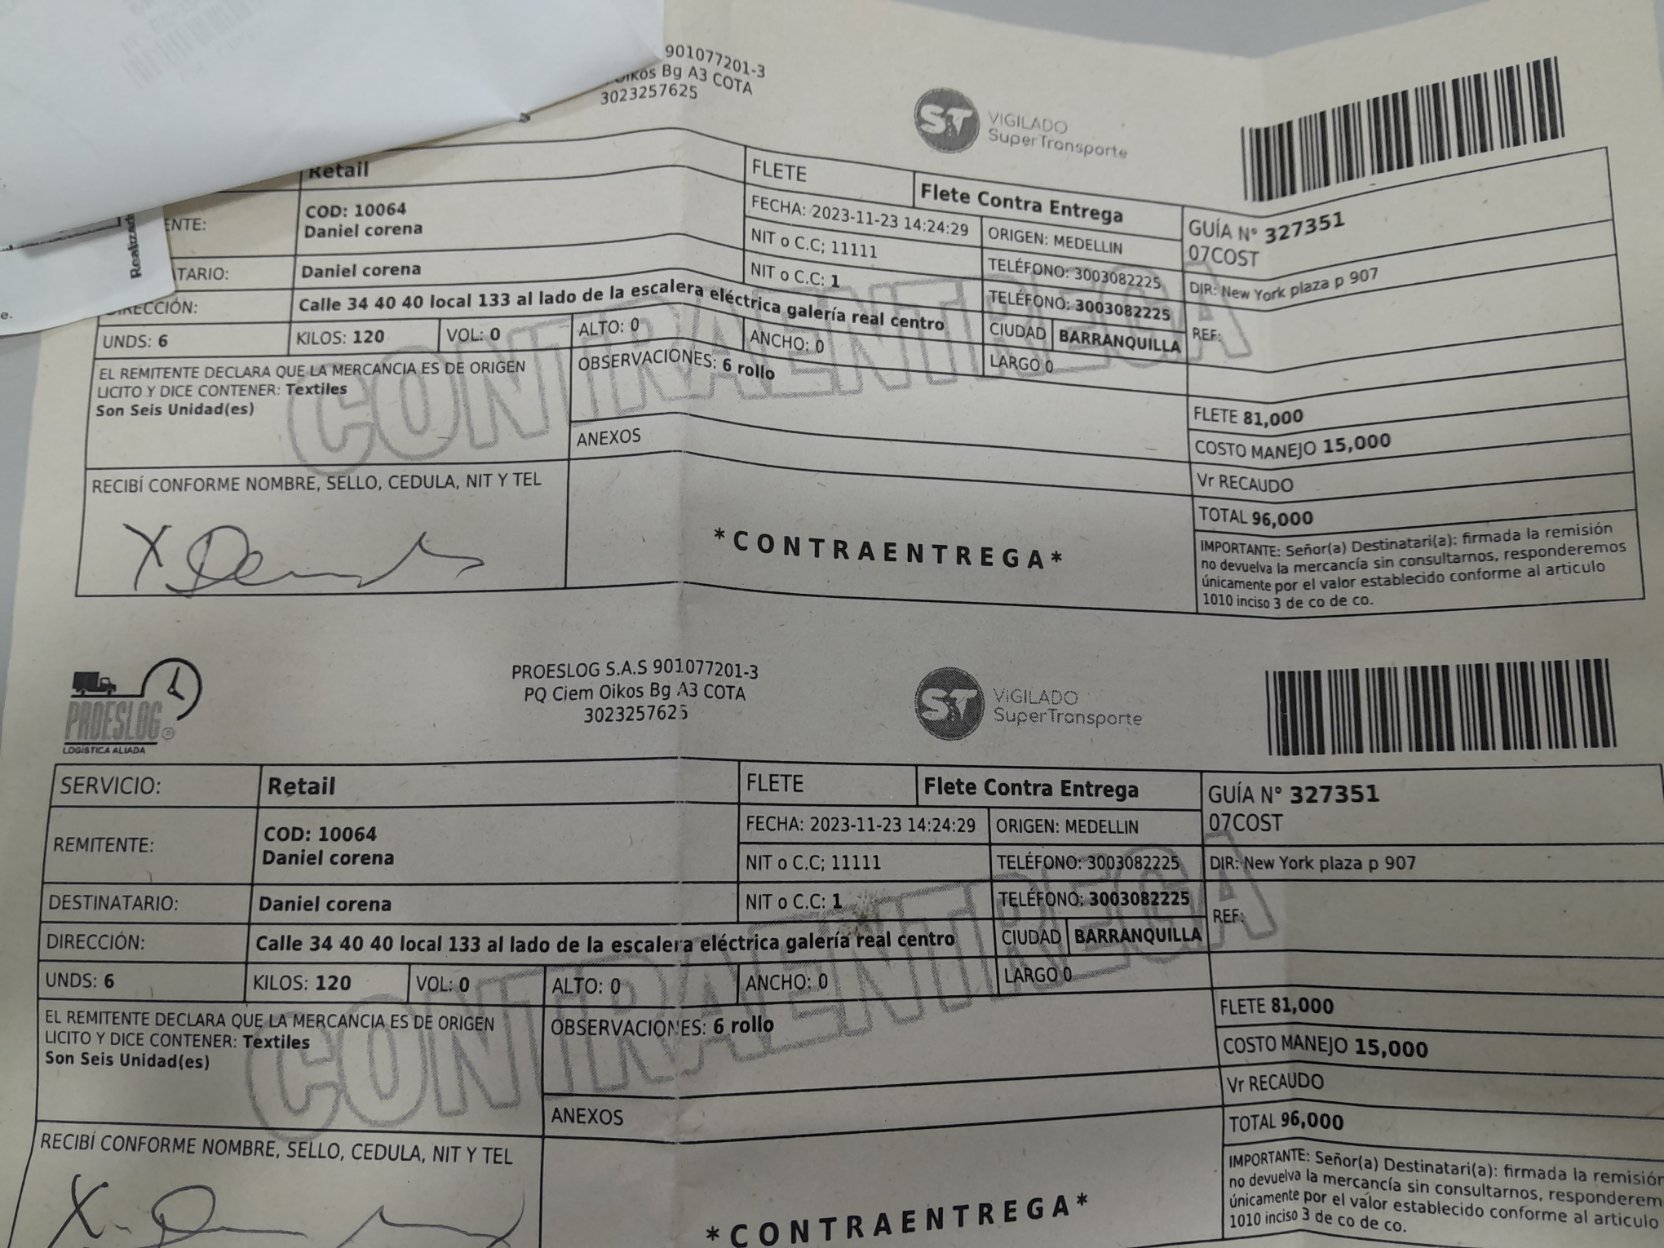 901077201-3
Oikos Bg A3 COTA
3023257625
ST VIGILADO
SuperTransporte
Retail
FLETE
Flete Contra Entrega
GUÍA N° 327351
07COST
ENTE:
COD: 10064
Daniel corena
FECHA: 2023-11-23 14:24:29
ORIGEN: MEDELLIN
NIT o C.C; 11111
TELÉFONO: 3003082225
DIR: New York plaza p 907
TARIO:
Daniel corena
NIT o C.C: 1
TELÉFONO: 3003082225
RECCIÓN:
Calle 34 40 40 local 133 al lado de la escalera eléctrica galería real centro
CIUDAD BARRANQUILLA
REF:
UNDS: 6
KILOS: 120
VOL: 0
ALTO: 0
ANCHO: 0
LARGO 0
EL REMITENTE DECLARA QUE LA MERCANCIA ES DE ORIGEN
LICITO Y DICE CONTENER: Textiles
Son Seis Unidad(es)
OBSERVACIONES: 6 rollo
CONTRAENTREGA
ANEXOS
FLETE 81,000
COSTO MANEJO 15,000
Vr RECAUDO
TOTAL 96,000
RECIBÍ CONFORME NOMBRE, SELLO, CEDULA, NIT Y TEL
X
*CONTRAENTREGA*
IMPORTANTE: Señor(a) Destinatari(a): firmada la remisión
no devuelva la mercancía sin consultarnos, responderemos
únicamente por el valor establecido conforme al articulo
1010 inciso 3 de co de co.
PROESLOG
LOGISTICA ALIADA
PROESLOG S.A.S 901077201-3
PQ Ciem Oikos Bg A3 COTA
3023257625
ST VIGILADO
SuperTransporte
SERVICIO:
Retail
FLETE
Flete Contra Entrega
GUÍA N° 327351
07COST
REMITENTE:
COD: 10064
Daniel corena
FECHA: 2023-11-23 14:24:29
ORIGEN: MEDELLIN
NIT o C.C; 11111
TELÉFONO: 3003082225
DIR: New York plaza p 907
DESTINATARIO:
Daniel corena
NIT o C.C: 1
TELÉFONO: 3003082225
REF:
DIRECCIÓN:
Calle 34 40 40 local 133 al lado de la escalera eléctrica galería real centro
CIUDAD BARRANQUILLA
UNDS: 6
KILOS: 120
VOL: 0
ALTO: 0
ANCHO: 0
LARGO 0
EL REMITENTE DECLARA QUE LA MERCANCIA ES DE ORIGEN
LICITO Y DICE CONTENER: Textiles
Son Seis Unidad(es)
OBSERVACIONES: 6 rollo
CONTRAENTREGA
ANEXOS
FLETE 81,000
COSTO MANEJO 15,000
Vr RECAUDO
TOTAL 96,000
RECIBÍ CONFORME NOMBRE, SELLO, CEDULA, NIT Y TEL
X
*CONTRAENTREGA*
IMPORTANTE: Señor(a) Destinatari(a): firmada la remisión
no devuelva la mercancía sin consultarnos, responderem
únicamente por el valor establecido conforme al articulo
1010 inciso 3 de co de co.